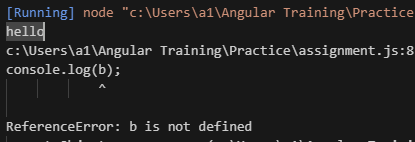 [Running] node "c:\Users\a1\Angular Training\Practice
hello
c:\Users\a1\Angular Training\Practice\assignment.js:8
console.log(b);
^
ReferenceError: b is not defined